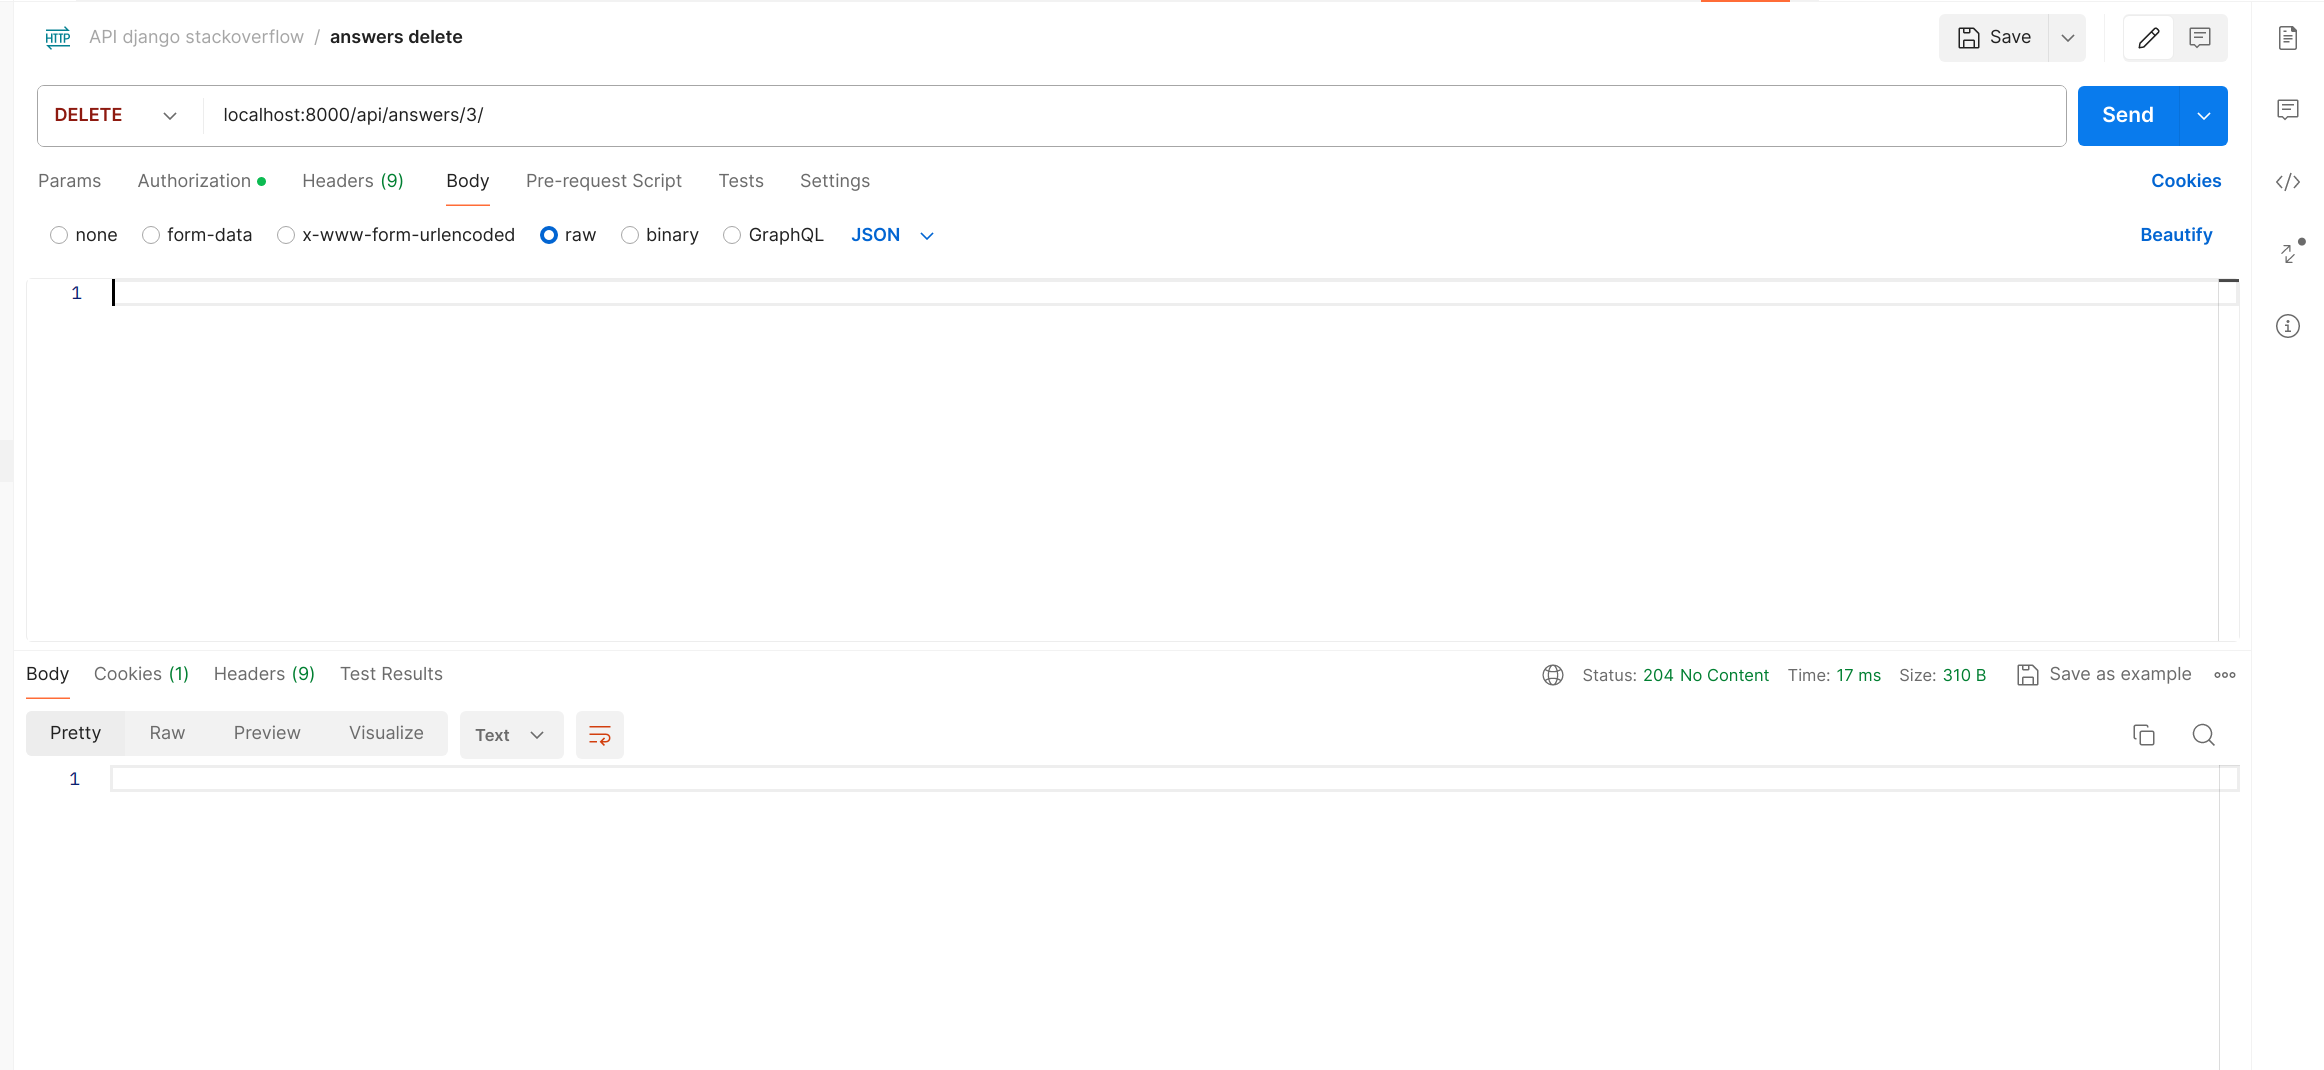 HTTP API django stackoverflow / answers delete Save
DELETE localhost:8000/api/answers/3/ Send
Params Authorization Headers (9) Body Pre-request Script Tests Settings Cookies
none form-data x-www-form-urlencoded raw binary GraphQL JSON Beautify
1
Body Cookies (1) Headers (9) Test Results Status: 204 No Content Time: 17 ms Size: 310 B Save as example
Pretty Raw Preview Visualize Text
1